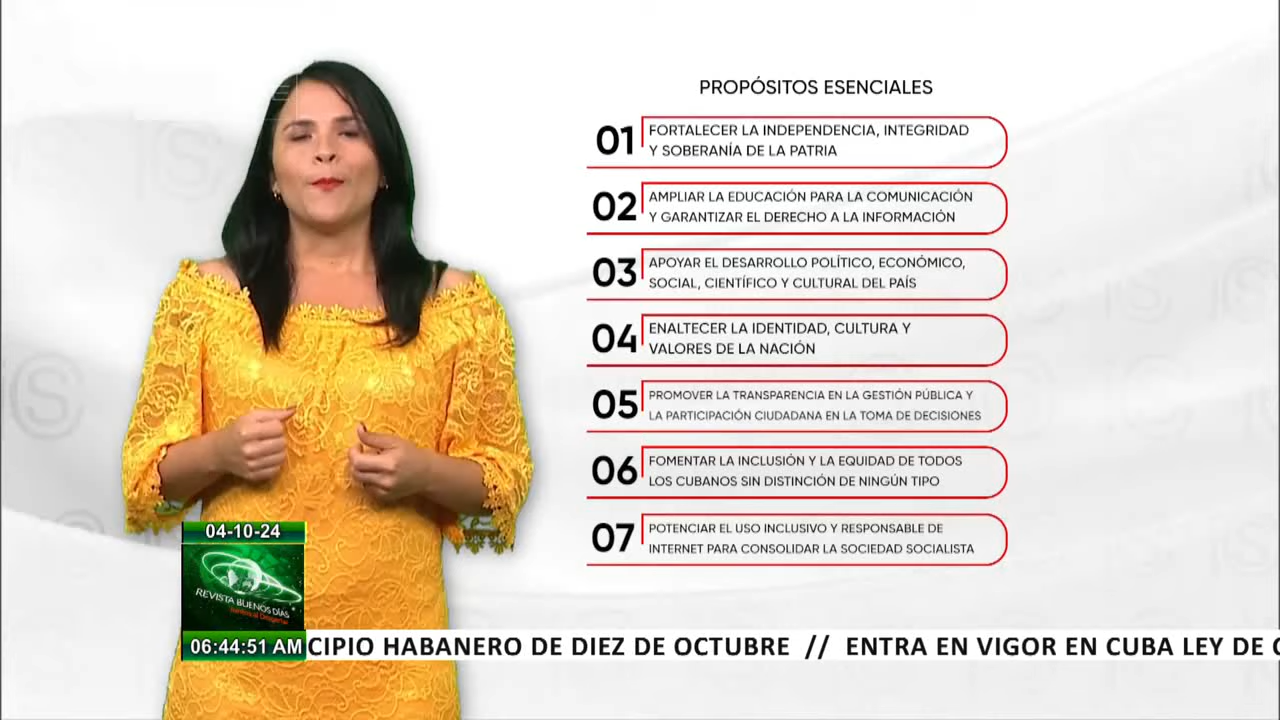 PROPÓSITOS ESENCIALES
01
FORTALECER LA INDEPENDENCIA, INTEGRIDAD
Y SOBERANÍA DE LA PATRIA
02
AMPLIAR LA EDUCACIÓN PARA LA COMUNICACIÓN
Y GARANTIZAR EL DERECHO A LA INFORMACIÓN
03
APOYAR EL DESARROLLO POLÍTICO, ECONÓMICO,
SOCIAL, CIENTÍFICO Y CULTURAL DEL PAÍS
04
ENALTECER LA IDENTIDAD, CULTURA Y
VALORES DE LA NACIÓN
05
PROMOVER LA TRANSPARENCIA EN LA GESTIÓN PÚBLICA Y
LA PARTICIPACIÓN CIUDADANA EN LA TOMA DE DECISIONES
06
FOMENTAR LA INCLUSIÓN Y LA EQUIDAD DE TODOS
LOS CUBANOS SIN DISTINCIÓN DE NINGÚN TIPO
07
POTENCIAR EL USO INCLUSIVO Y RESPONSABLE DE
INTERNET PARA CONSOLIDAR LA SOCIEDAD SOCIALISTA
04-10-24
REVISTA BUENOS DÍAS
06:44:51 AM
CIPIO HABANERO DE DIEZ DE OCTUBRE // ENTRA EN VIGOR EN CUBA LEY DE